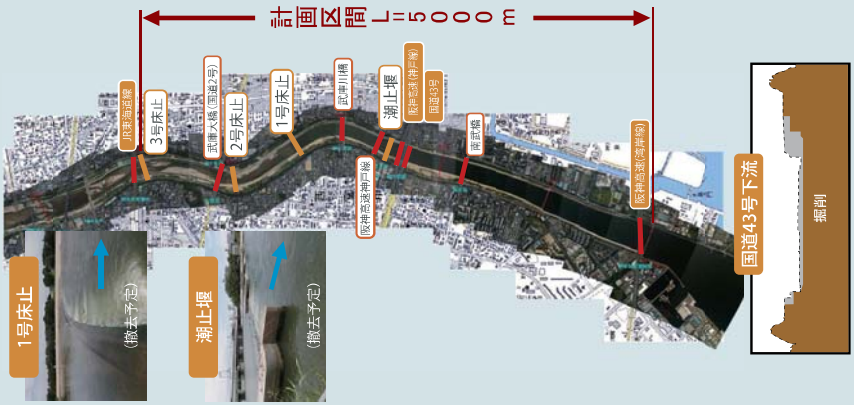 計画区間 L=5000m
JR東海道線
3号床止
武庫大橋(国道2号)
2号床止
1号床止
武庫川橋
阪神高速神戸線
潮止堰
阪神高速(神戸線)
国道43号
南武橋
阪神高速(湾岸線)
1号床止
(撤去予定)
潮止堰
(撤去予定)
国道43号下流
掘削